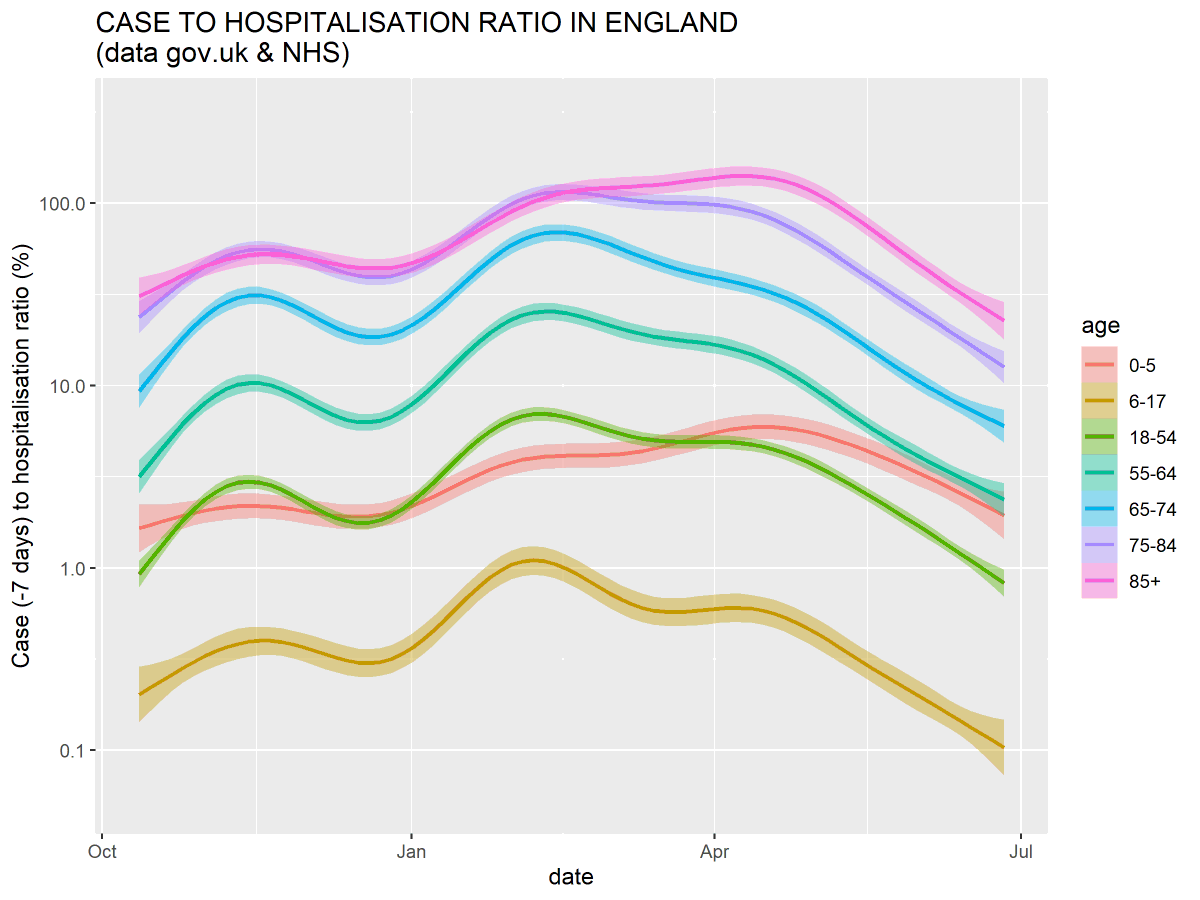 CASE TO HOSPITALISATION RATIO IN ENGLAND
(data gov.uk & NHS)
Case (-7 days) to hospitalisation ratio (%)
100.0
10.0
1.0
0.1
Oct
Jan
Apr
Jul
date
age
0-5
6-17
18-54
55-64
65-74
75-84
85+